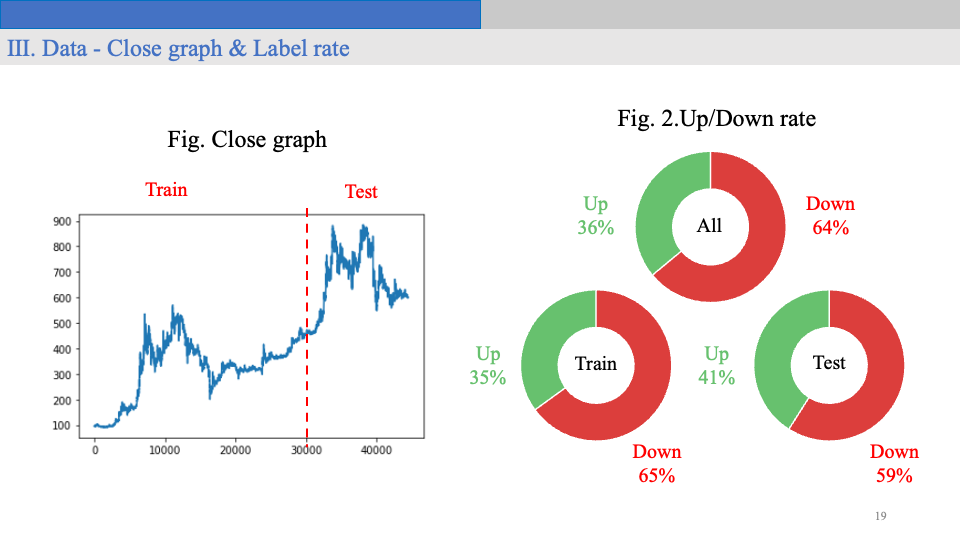 III. Data - Close graph & Label rate
Fig. Close graph
Train
Test
900
800
700
600
500
400
300
200
100
0
10000
20000
30000
40000
Fig. 2.Up/Down rate
Up
36%
All
Down
64%
Up
35%
Train
Down
65%
Up
41%
Test
Down
59%
19